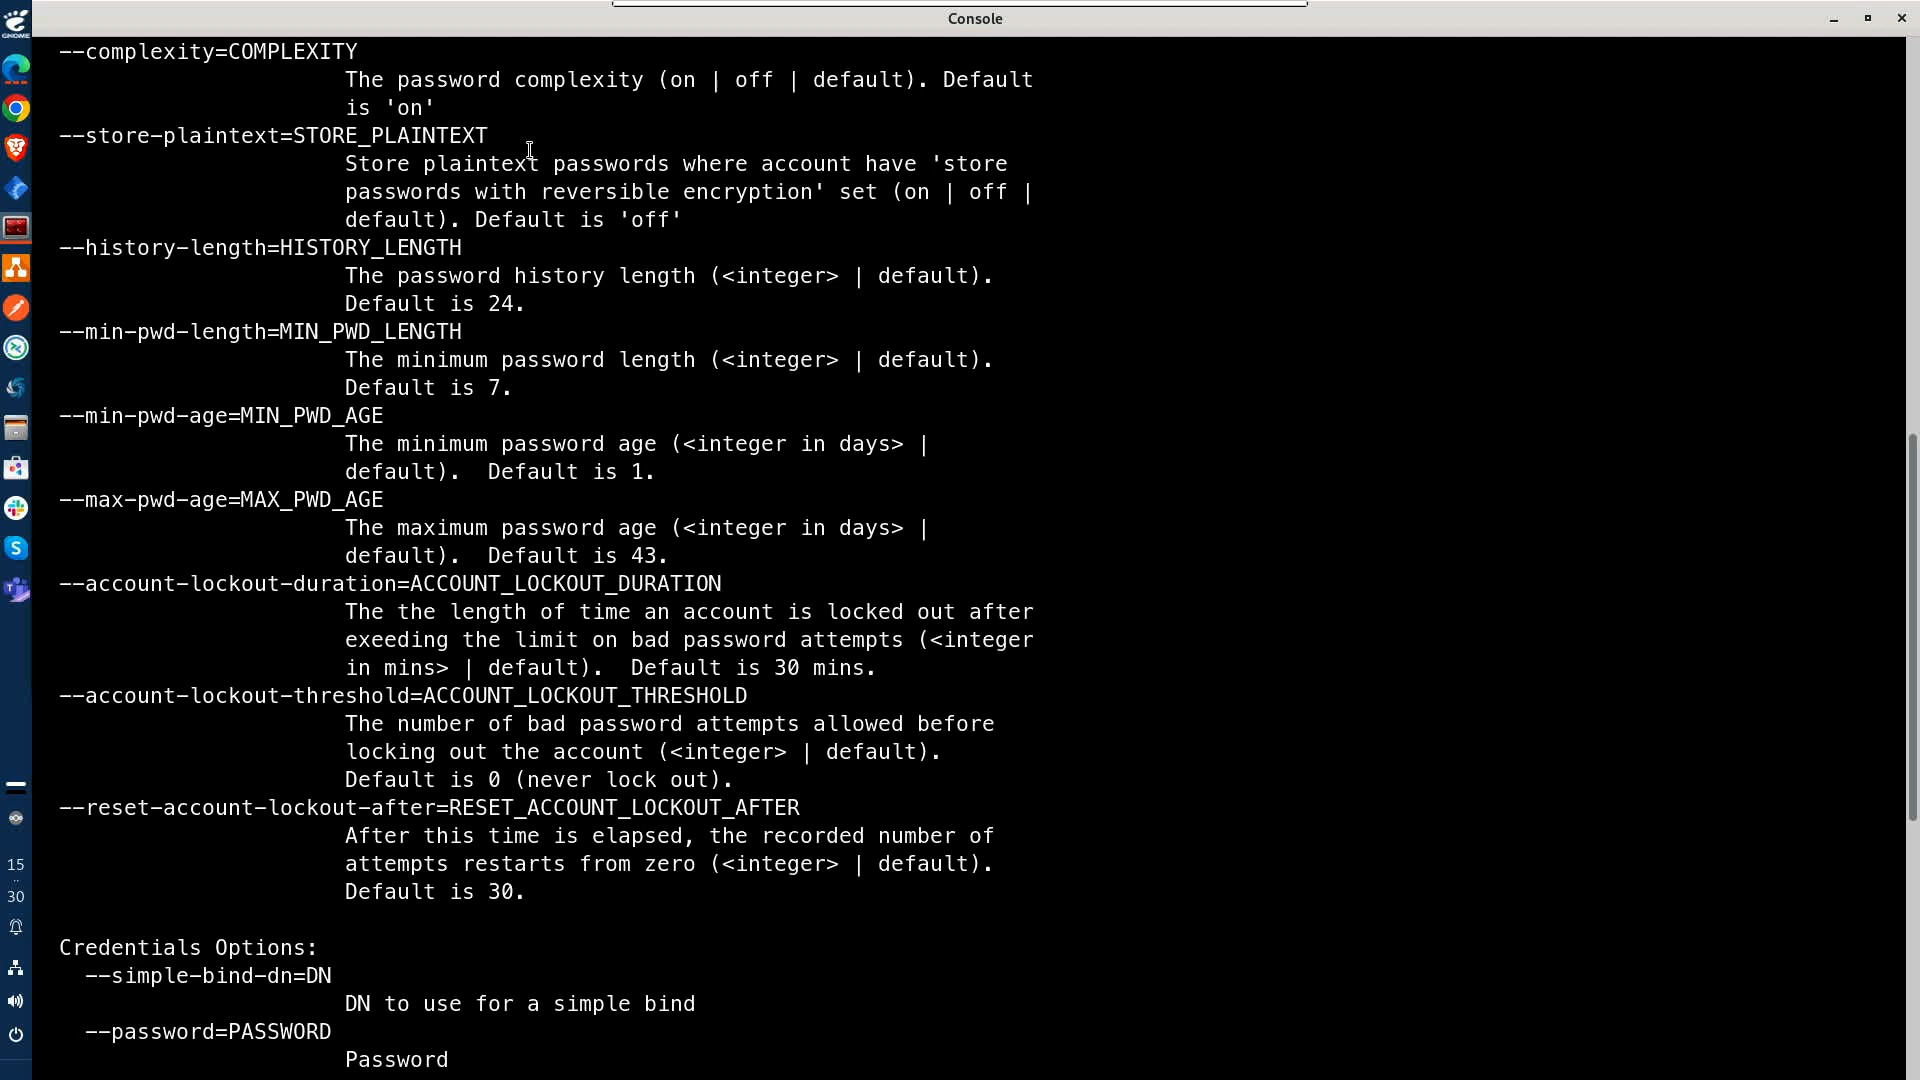 Console
--complexity=COMPLEXITY
The password complexity (on | off | default). Default
is 'on'
--store-plaintext=STORE_PLAINTEXT
Store plaintext passwords where account have 'store
passwords with reversible encryption' set (on | off |
default). Default is 'off'
--history-length=HISTORY_LENGTH
The password history length (<integer> | default).
Default is 24.
--min-pwd-length=MIN_PWD_LENGTH
The minimum password length (<integer> | default).
Default is 7.
--min-pwd-age=MIN_PWD_AGE
The minimum password age (<integer in days> |
default).  Default is 1.
--max-pwd-age=MAX_PWD_AGE
The maximum password age (<integer in days> |
default).  Default is 43.
--account-lockout-duration=ACCOUNT_LOCKOUT_DURATION
The the length of time an account is locked out after
exeeding the limit on bad password attempts (<integer
in mins> | default).  Default is 30 mins.
--account-lockout-threshold=ACCOUNT_LOCKOUT_THRESHOLD
The number of bad password attempts allowed before
locking out the account (<integer> | default).
Default is 0 (never lock out).
--reset-account-lockout-after=RESET_ACCOUNT_LOCKOUT_AFTER
After this time is elapsed, the recorded number of
attempts restarts from zero (<integer> | default).
Default is 30.
Credentials Options:
--simple-bind-dn=DN
DN to use for a simple bind
--password=PASSWORD
Password
GNOME
15
..
30